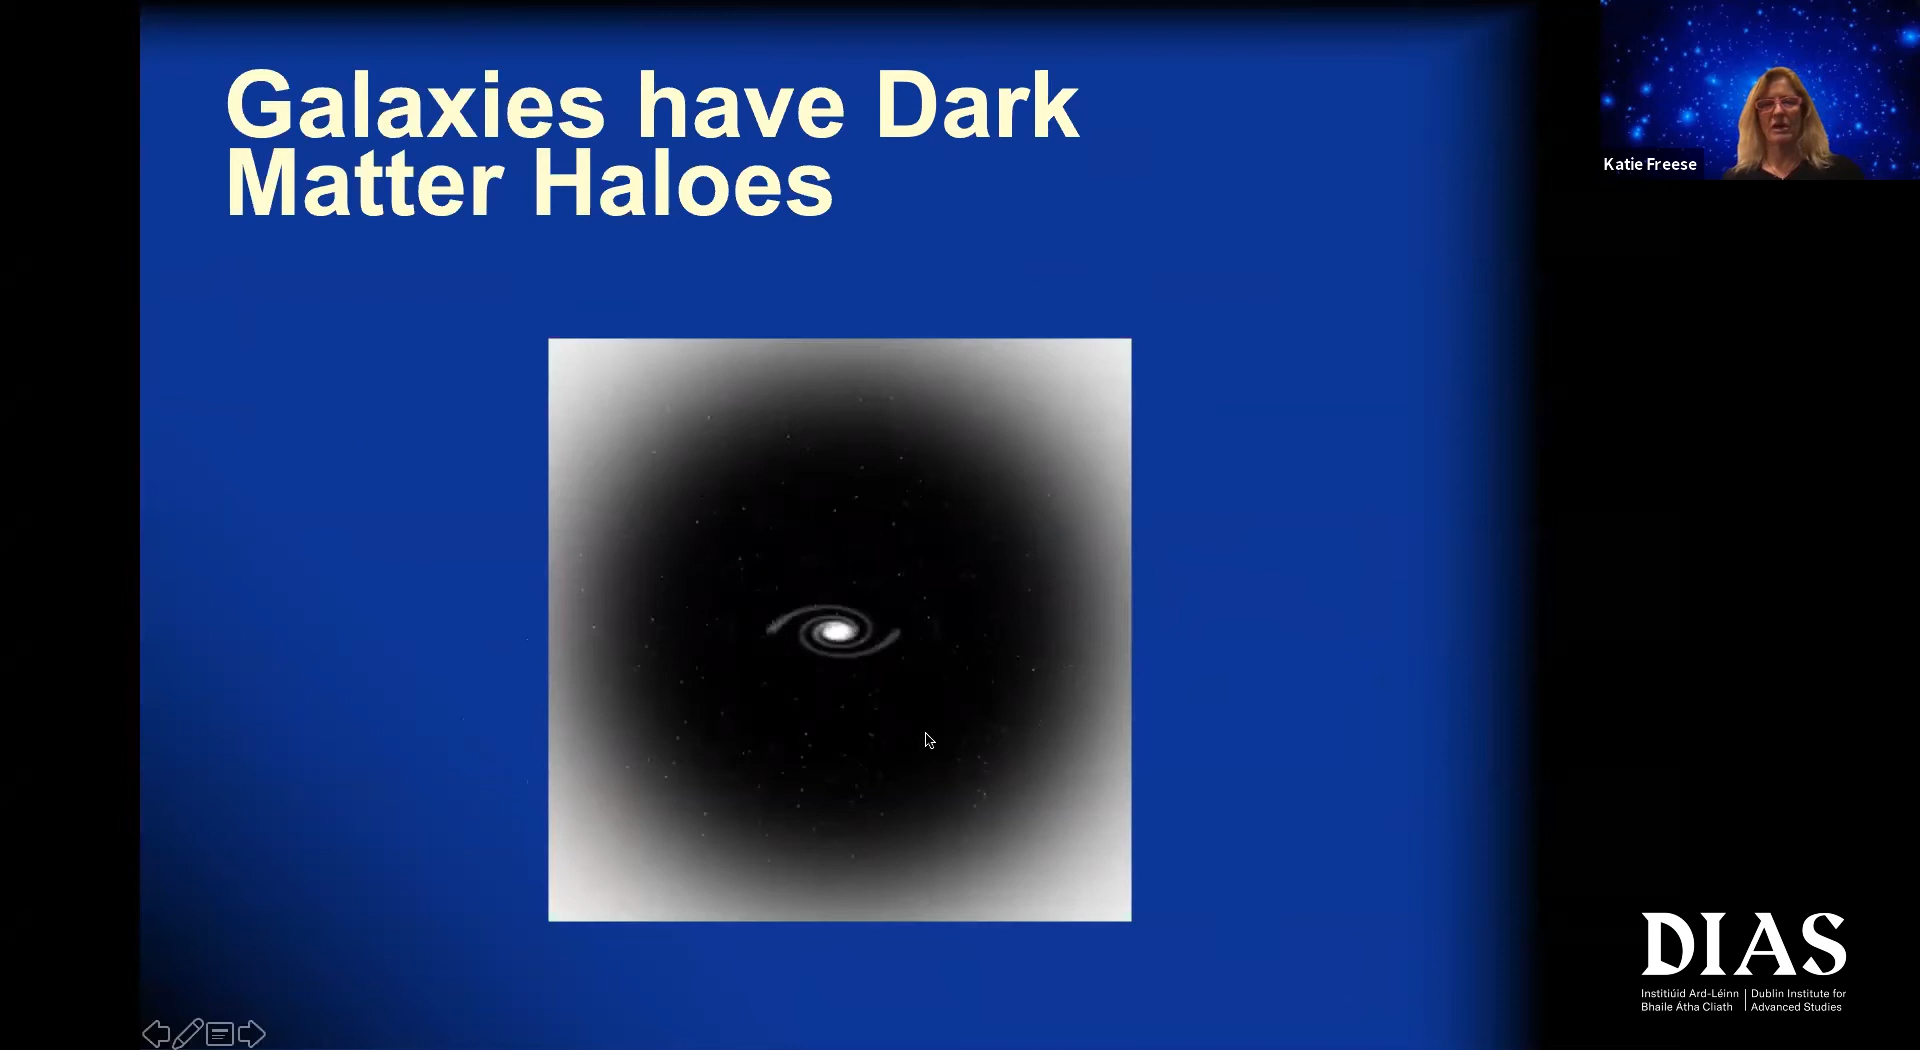 Galaxies have Dark
Matter Haloes
Katie Freese
DIAS
Institiúid Ard-Léinn
Bhaile Átha Cliath
Dublin Institute for
Advanced Studies